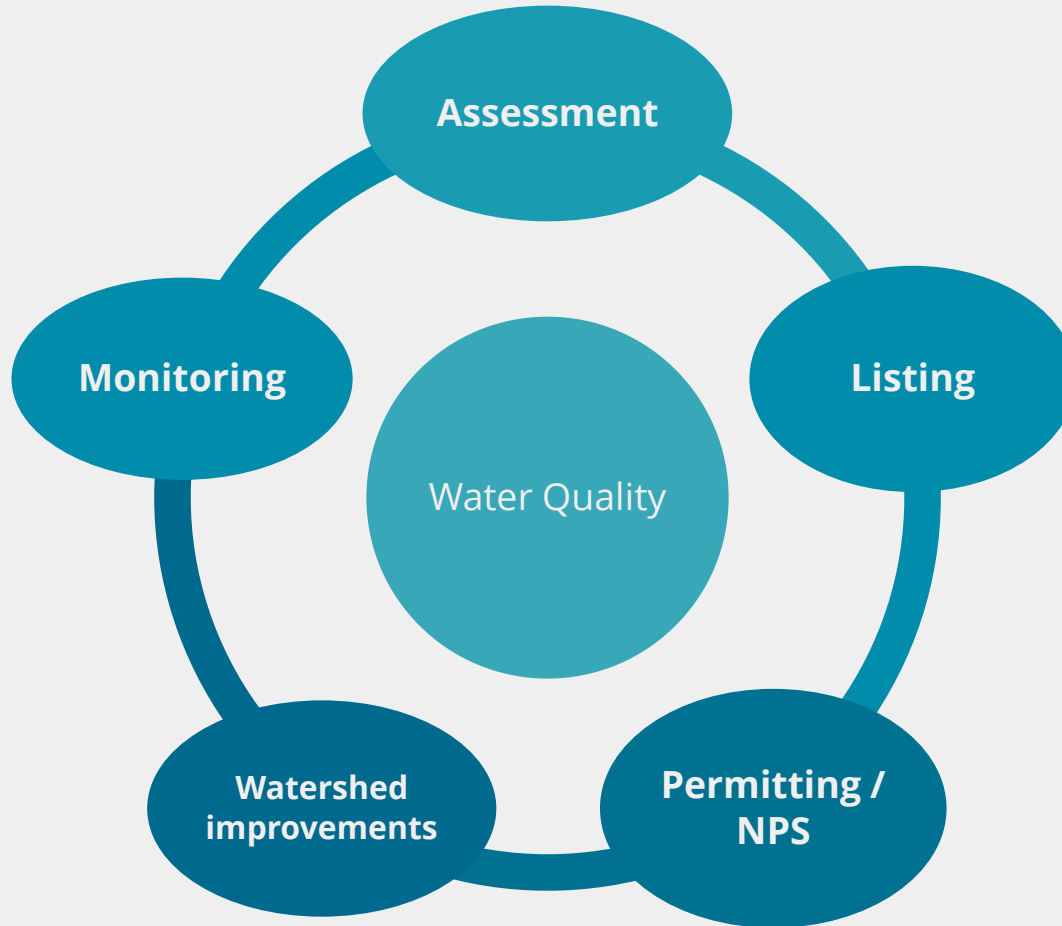 Assessment
Monitoring
Listing
Water Quality
Watershed
improvements
Permitting /
NPS